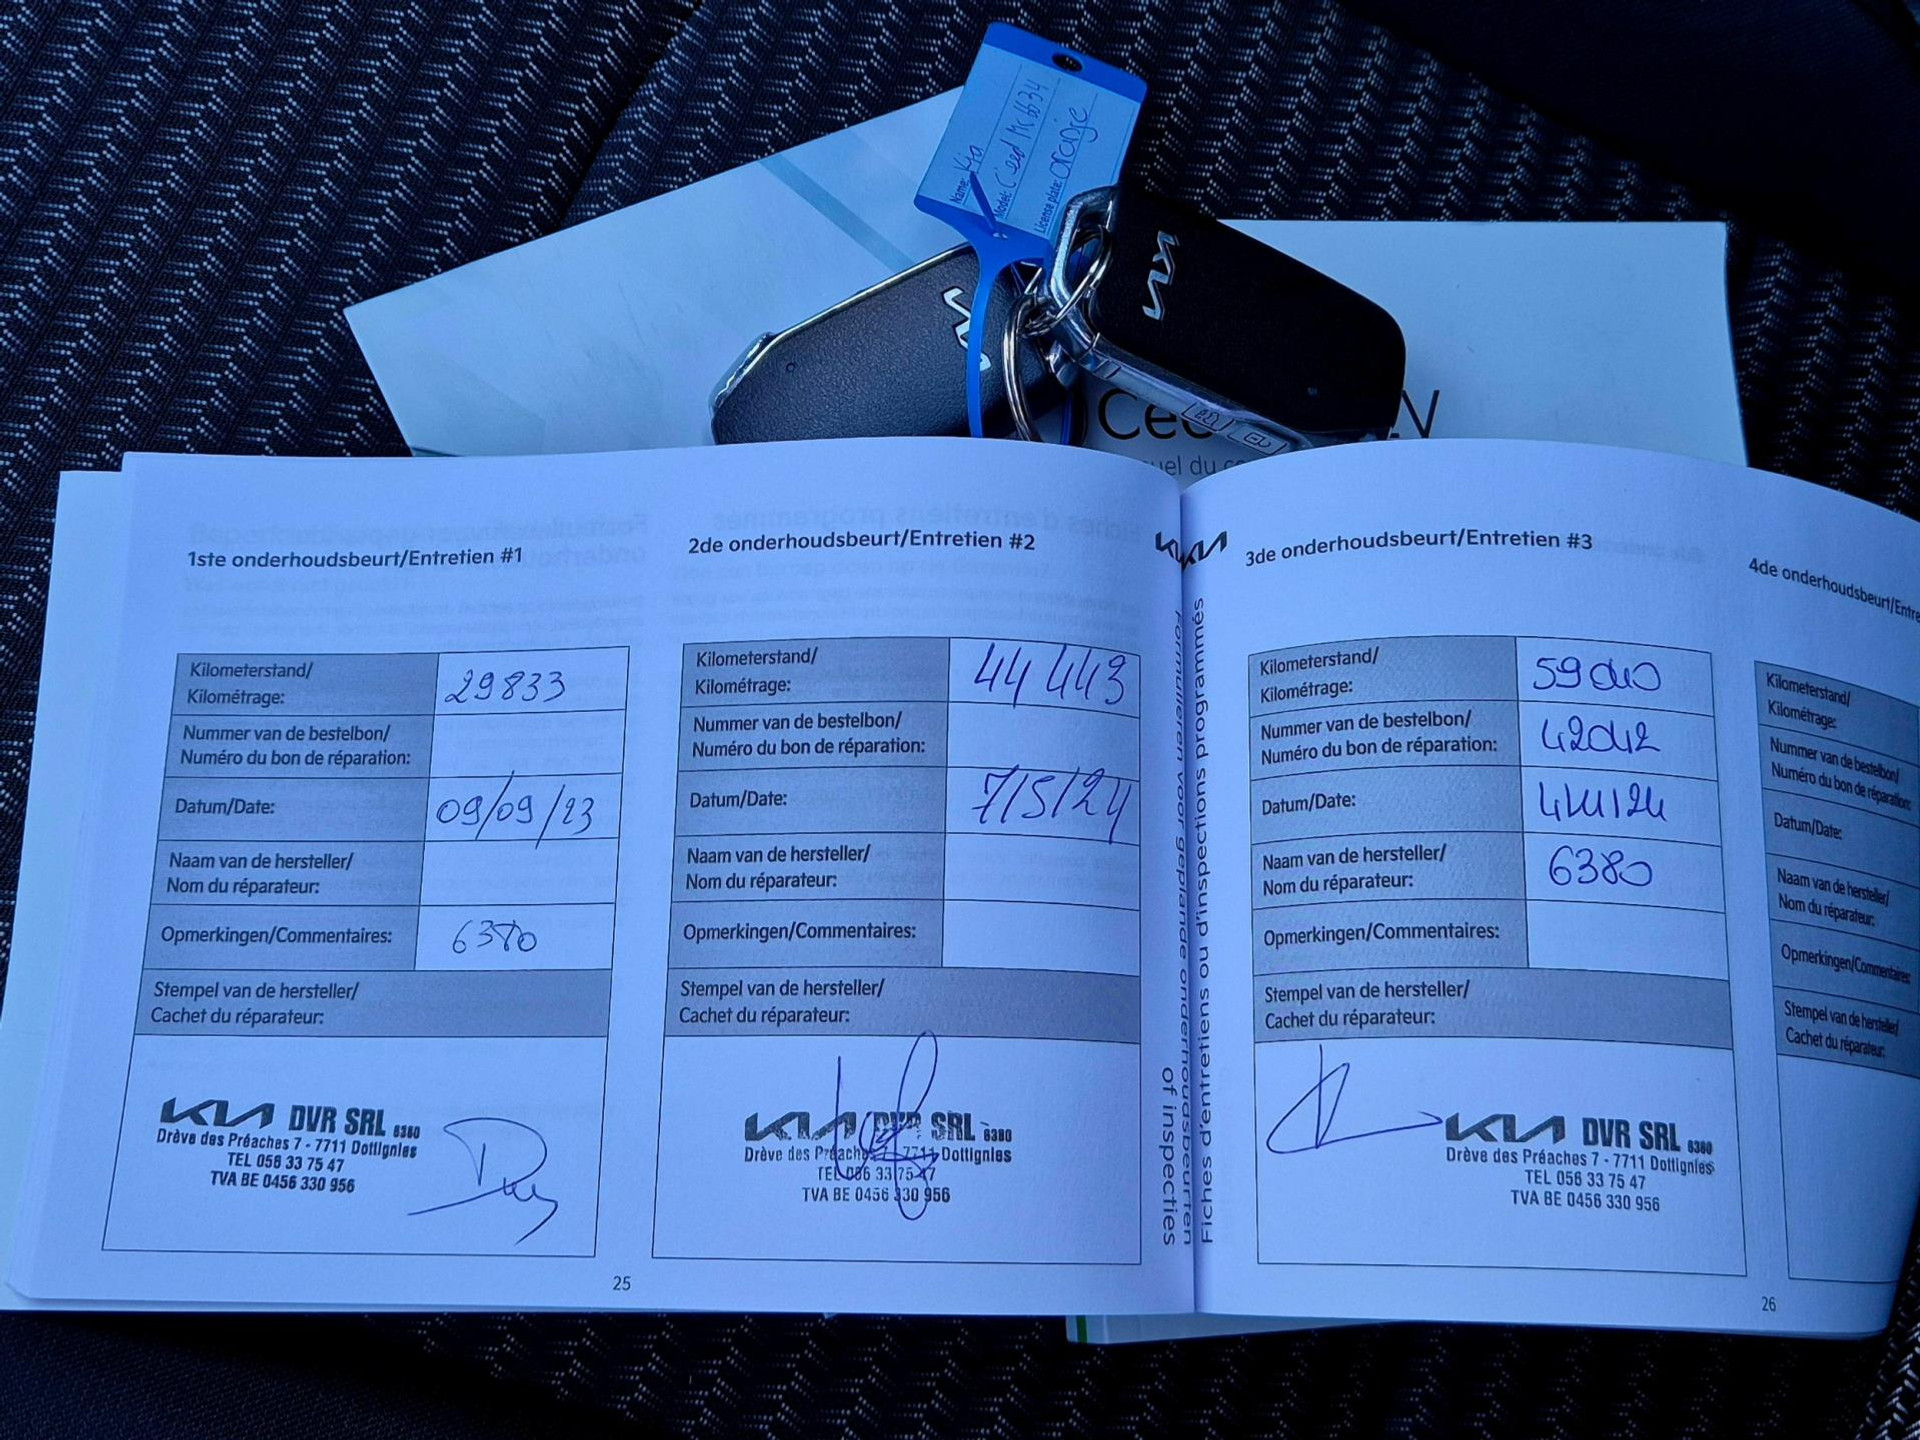 Name: Kia
Model: Ceed
License plate: Oranje
KIA
KIA
Cee
1ste onderhoudsbeurt/Entretien #1
Kilometerstand/
Kilométrage:
29833
Nummer van de bestelbon/
Numéro du bon de réparation:
Datum/Date:
09/09/23
Naam van de hersteller/
Nom du réparateur:
Opmerkingen/Commentaires:
6380
Stempel van de hersteller/
Cachet du réparateur:
KIA DVR SRL 6380
Drève des Préaches 7 - 7711 Dottignies
TEL 056 33 75 47
TVA BE 0456 330 956
25
2de onderhoudsbeurt/Entretien #2
Kilometerstand/
Kilométrage:
44 443
Nummer van de bestelbon/
Numéro du bon de réparation:
Datum/Date:
7/5/24
Naam van de hersteller/
Nom du réparateur:
Opmerkingen/Commentaires:
Stempel van de hersteller/
Cachet du réparateur:
KIA DVR SRL 6380
Drève des Préaches 7 - 7711 Dottignies
TEL 056 33 75 47
TVA BE 0456 330 956
KIA
Formulieren voor geplande onderhoudsbeurten
of inspecties
KIA
Fiches d'entretiens ou d'inspections programmés
3de onderhoudsbeurt/Entretien #3
Kilometerstand/
Kilométrage:
59040
Nummer van de bestelbon/
Numéro du bon de réparation:
42042
Datum/Date:
Naam van de hersteller/
Nom du réparateur:
6380
Opmerkingen/Commentaires:
Stempel van de hersteller/
Cachet du réparateur:
KIA DVR SRL 6380
Drève des Préaches 7 - 7711 Dottignies
TEL 056 33 75 47
TVA BE 0456 330 956
26
4de onderhoudsbeurt/Entre
Kilometerstand/
Kilométrage:
Nummer van de bestelbon/
Numéro du bon de réparation:
Datum/Date:
Naam van de hersteller/
Nom du réparateur:
Opmerkingen/Commentaires:
Stempel van de hersteller/
Cachet du réparateur: